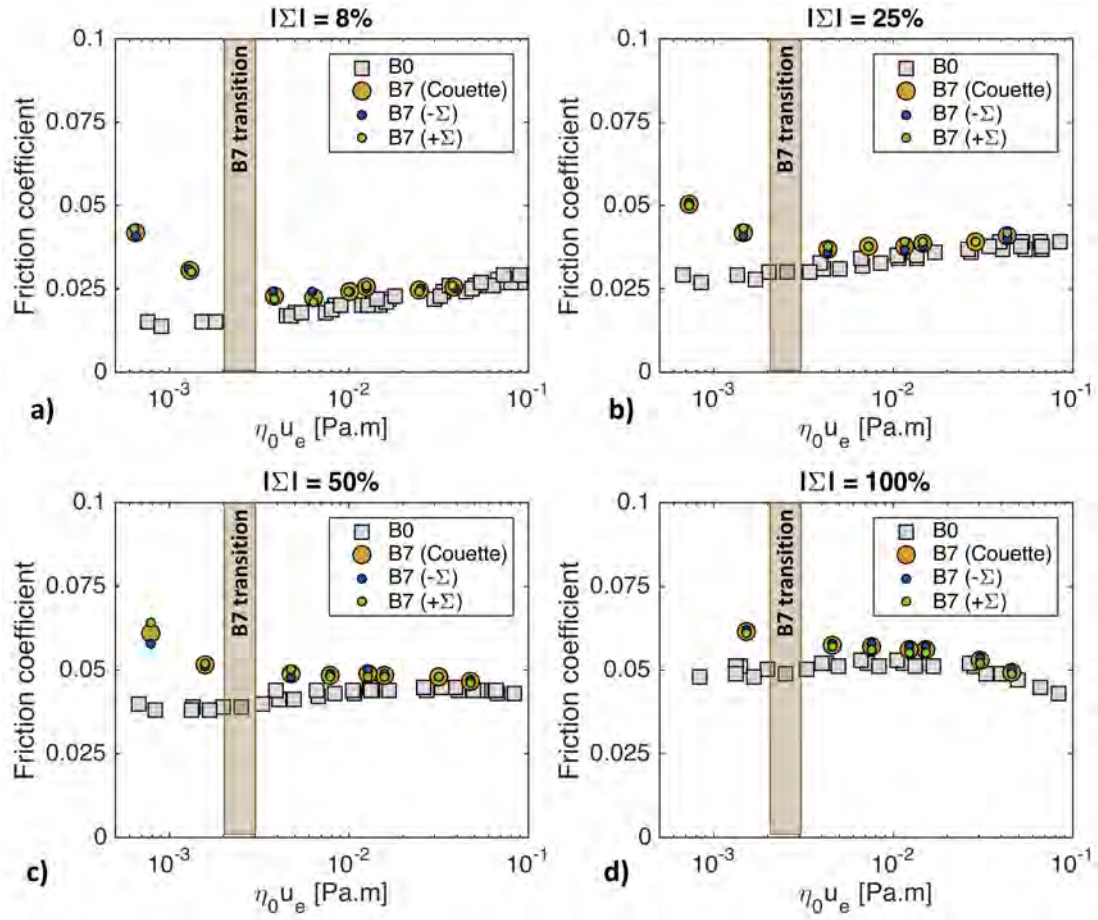 |Σ| = 8%
0.1
0.075
0.05
0.025
0
Friction coefficient
B7 transition
B0
B7 (Couette)
B7 (-Σ)
B7 (+Σ)
10⁻³
10⁻²
10⁻¹
η₀uₑ [Pa.m]
a)
|Σ| = 25%
0.1
0.075
0.05
0.025
0
Friction coefficient
B7 transition
B0
B7 (Couette)
B7 (-Σ)
B7 (+Σ)
10⁻³
10⁻²
10⁻¹
η₀uₑ [Pa.m]
b)
|Σ| = 50%
0.1
0.075
0.05
0.025
0
Friction coefficient
B7 transition
B0
B7 (Couette)
B7 (-Σ)
B7 (+Σ)
10⁻³
10⁻²
10⁻¹
η₀uₑ [Pa.m]
c)
|Σ| = 100%
0.1
0.075
0.05
0.025
0
Friction coefficient
B7 transition
B0
B7 (Couette)
B7 (-Σ)
B7 (+Σ)
10⁻³
10⁻²
10⁻¹
η₀uₑ [Pa.m]
d)